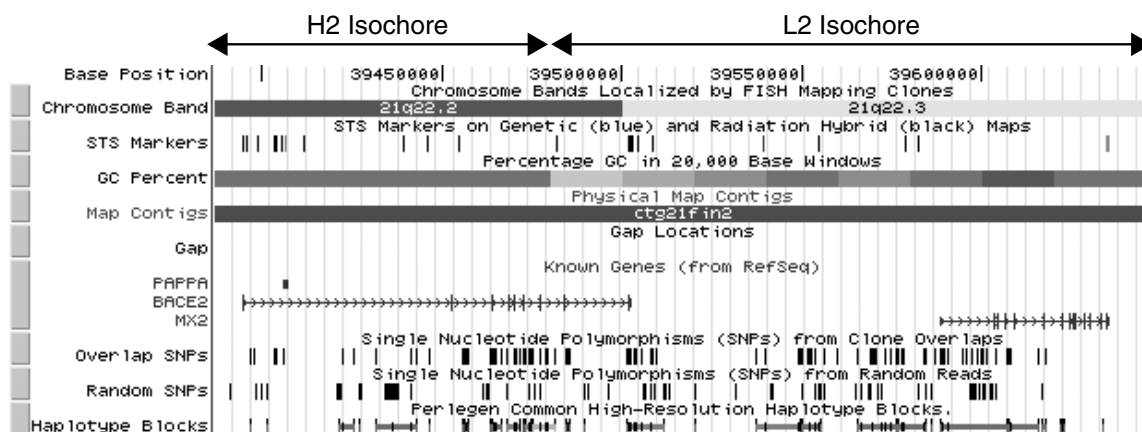 H2 Isochore L2 Isochore
Base Position 39450000 39500000 39550000 39600000
Chromosome Bands Localized by FISH Mapping Clones
Chromosome Band 21q22.2 21q22.3
STS Markers on Genetic (blue) and Radiation Hybrid (black) Maps
STS Markers
Percentage GC in 20,000 Base Windows
GC Percent
Physical Map Contigs
Map Contigs ctg21fin2
Gap Locations
Gap
Known Genes (from RefSeq)
PAPPA
BACE2
MX2
Single Nucleotide Polymorphisms (SNPs) from Clone Overlaps
Overlap SNPs
Single Nucleotide Polymorphisms (SNPs) from Random Reads
Random SNPs
Perlegen Common High-Resolution Haplotype Blocks.
Haplotype Blocks